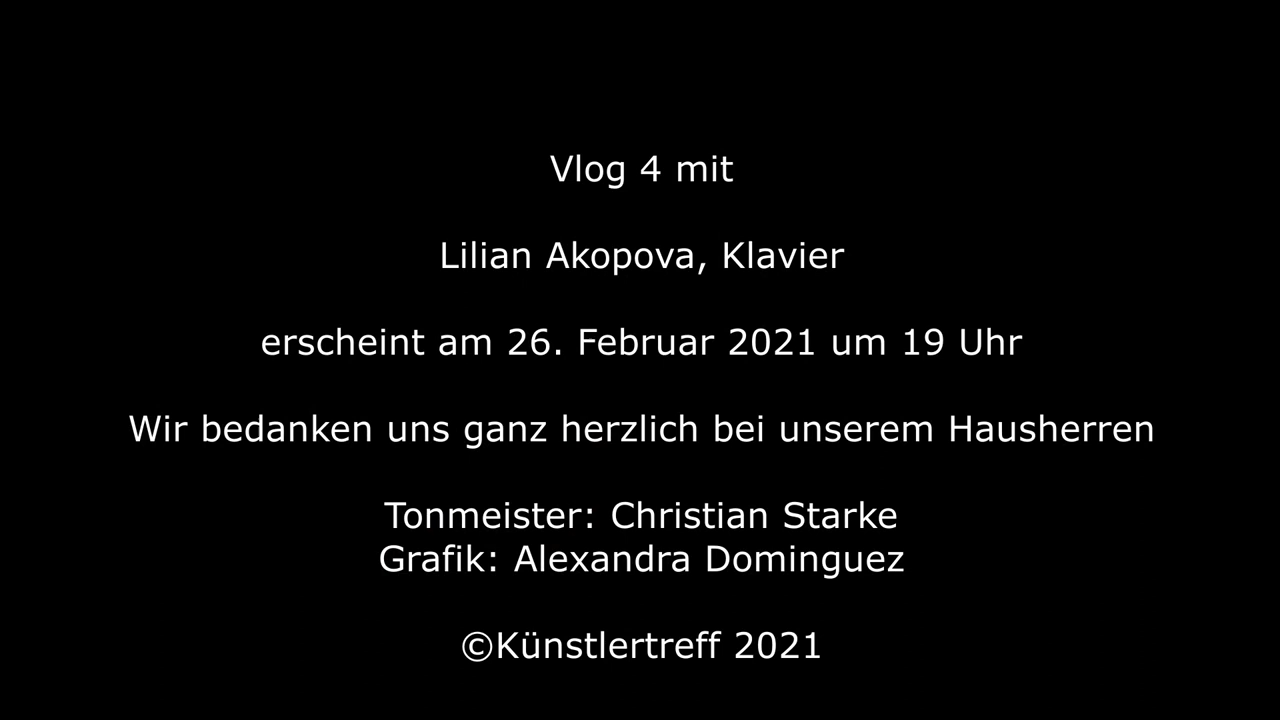 Vlog 4 mit
Lilian Akopova, Klavier
erscheint am 26. Februar 2021 um 19 Uhr
Wir bedanken uns ganz herzlich bei unserem Hausherren
Tonmeister: Christian Starke
Grafik: Alexandra Dominguez
©Künstlertreff 2021